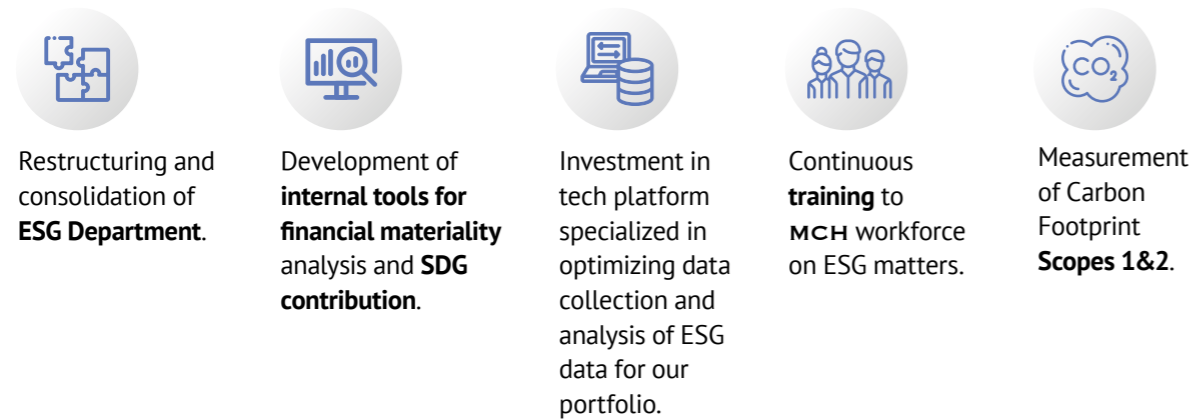 Restructuring and
consolidation of
ESG Department.
Development of
internal tools for
financial materiality
analysis and SDG
contribution.
Investment in
tech platform
specialized in
optimizing data
collection and
analysis of ESG
data for our
portfolio.
Continuous
training to
MCH workforce
on ESG matters.
CO2
Measurement
of Carbon
Footprint
Scopes 1&2.